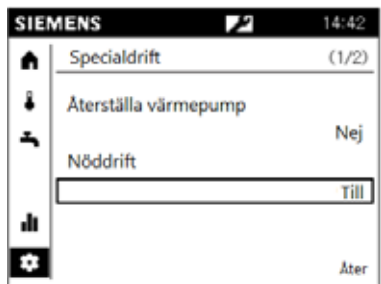 SIEMENS 14:42
Specialdrift (1/2)
Återställa värmepump
Nej
Nöddrift
Till
Åter